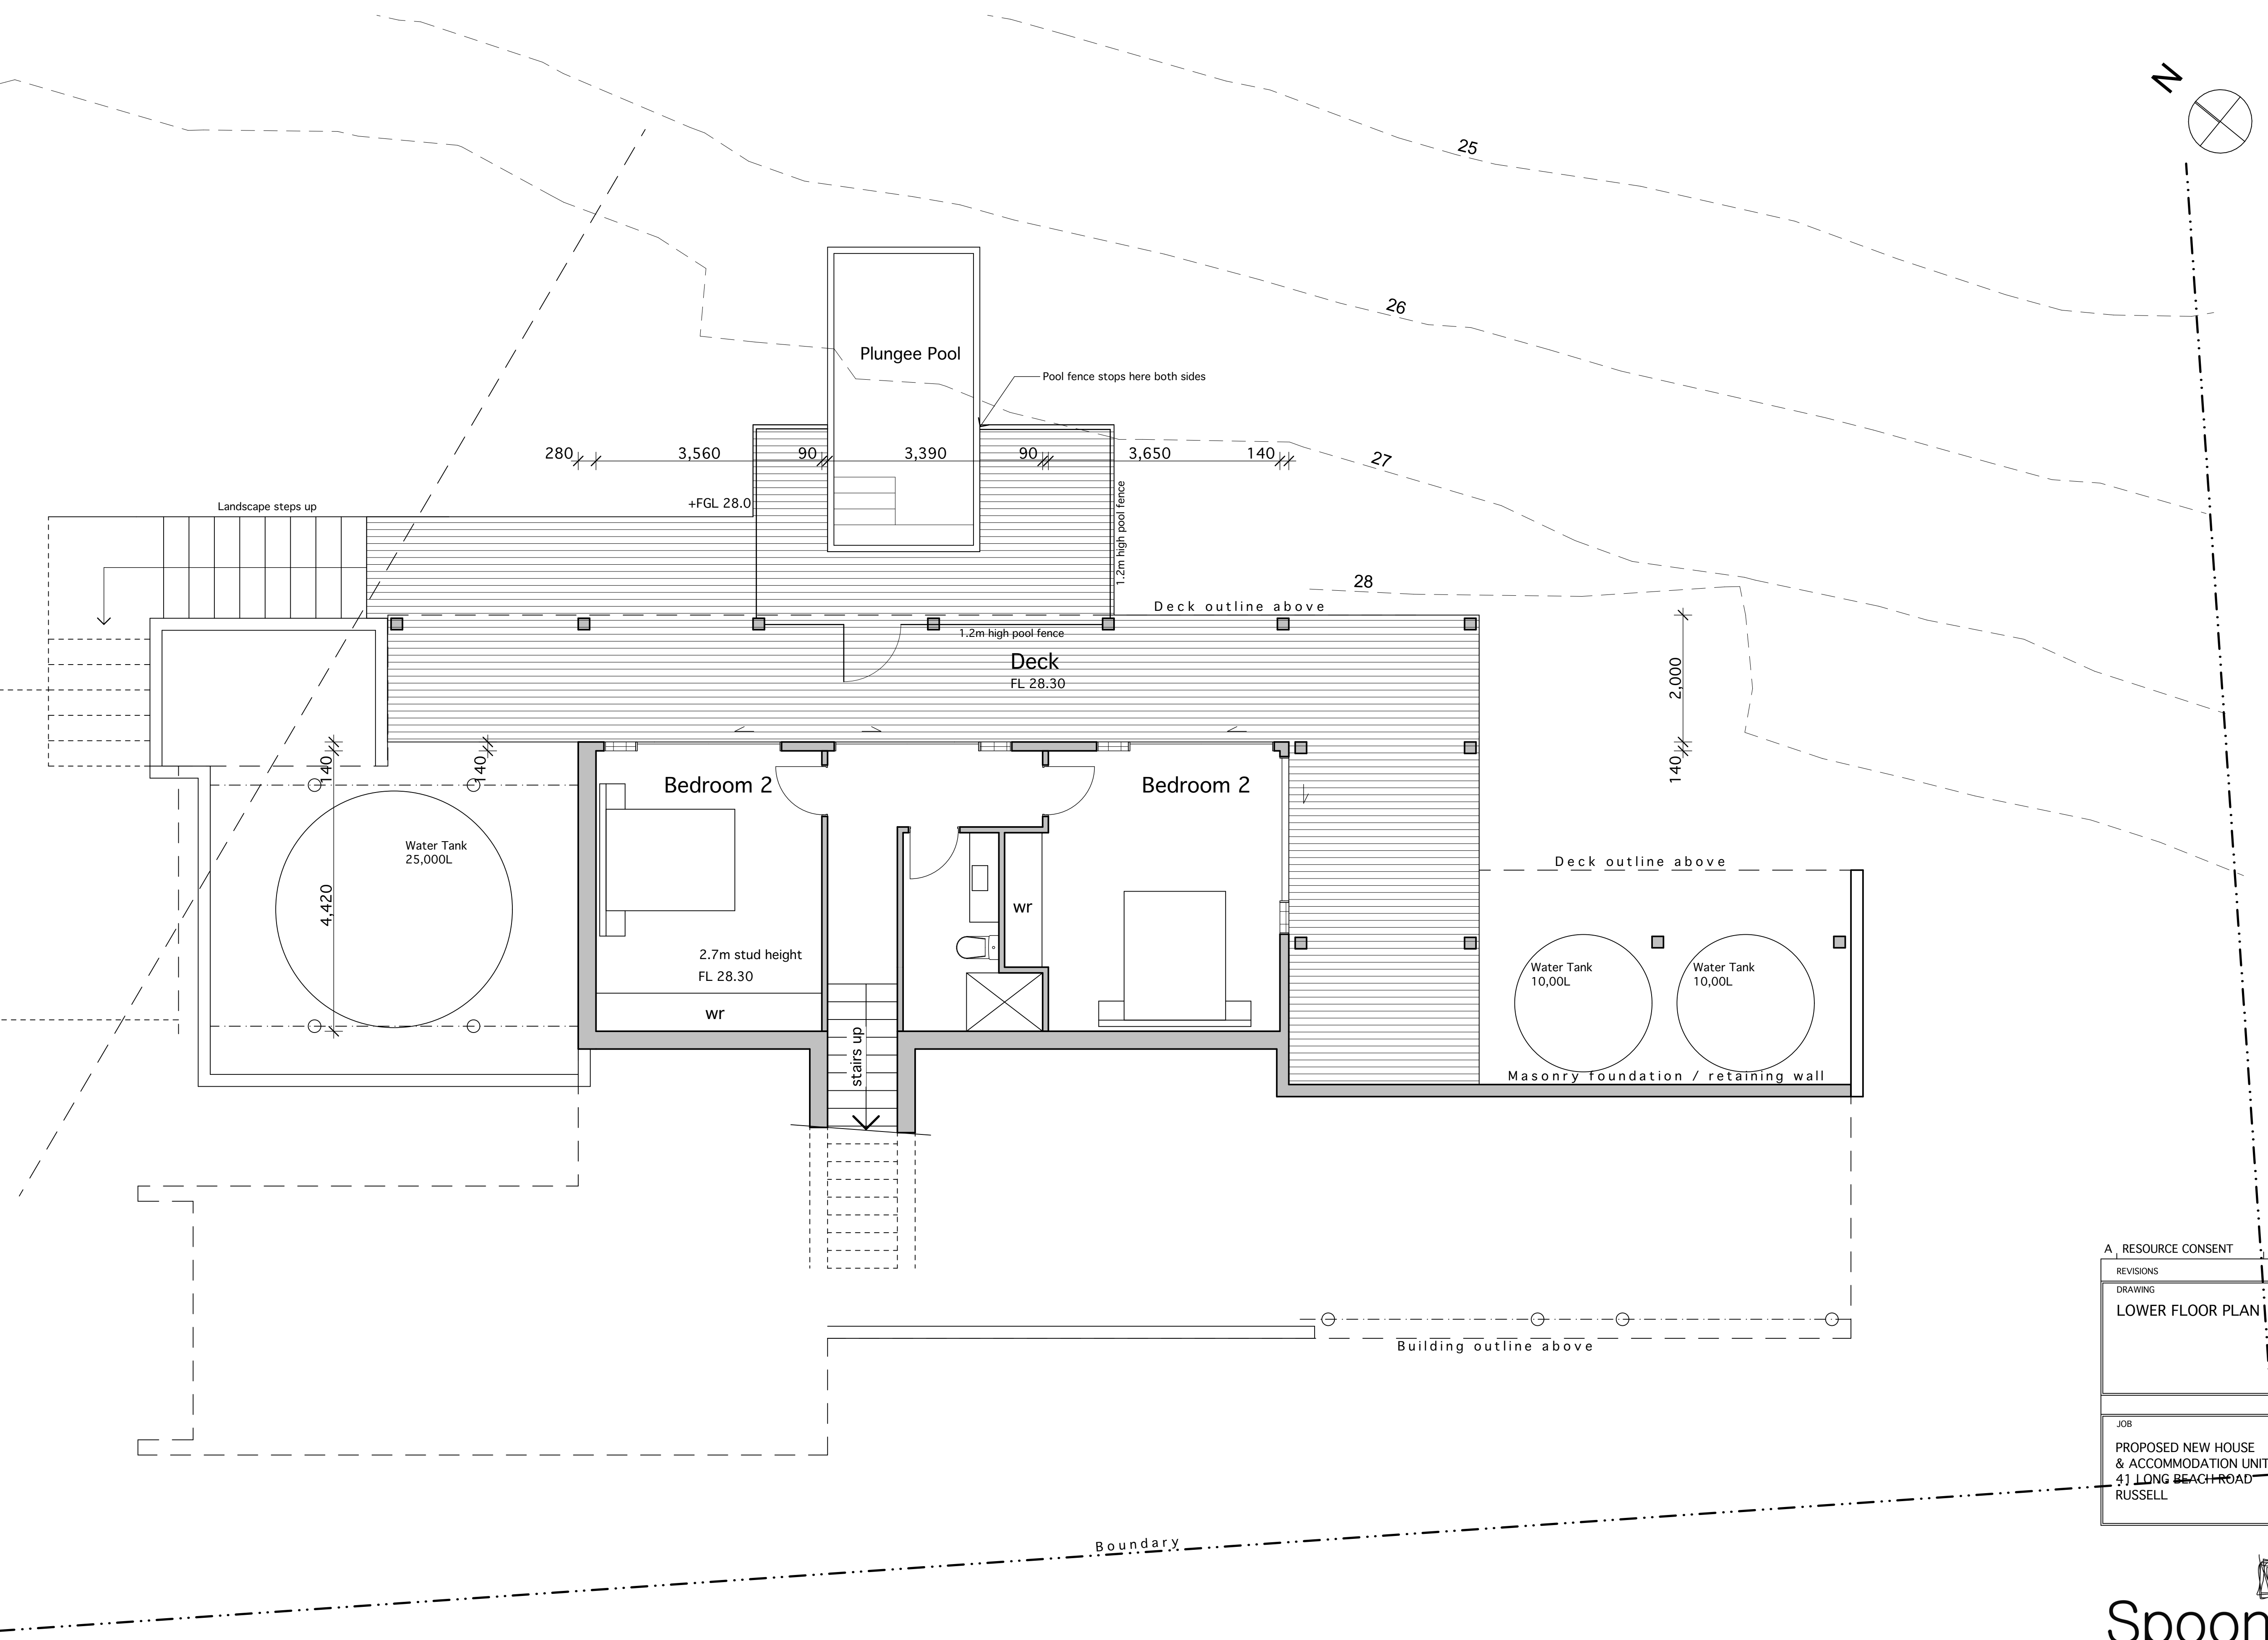 N
25
26
Plungee Pool
Pool fence stops here both sides
280
3,560
90
3,390
90
3,650
140
27
+FGL 28.0
Landscape steps up
1.2m high pool fence
28
Deck outline above
1.2m high pool fence
Deck
FL 28.30
2,000
140
140
140
Bedroom 2
Bedroom 2
Water Tank
25,000L
4,420
Deck outline above
wr
2.7m stud height
FL 28.30
wr
Water Tank
10,00L
Water Tank
10,00L
stairs up
Masonry foundation / retaining wall
Building outline above
Boundary
A RESOURCE CONSENT
REVISIONS
DRAWING
LOWER FLOOR PLAN
JOB
PROPOSED NEW HOUSE
& ACCOMMODATION UNIT
41 LONG BEACH ROAD
RUSSELL
Spoon